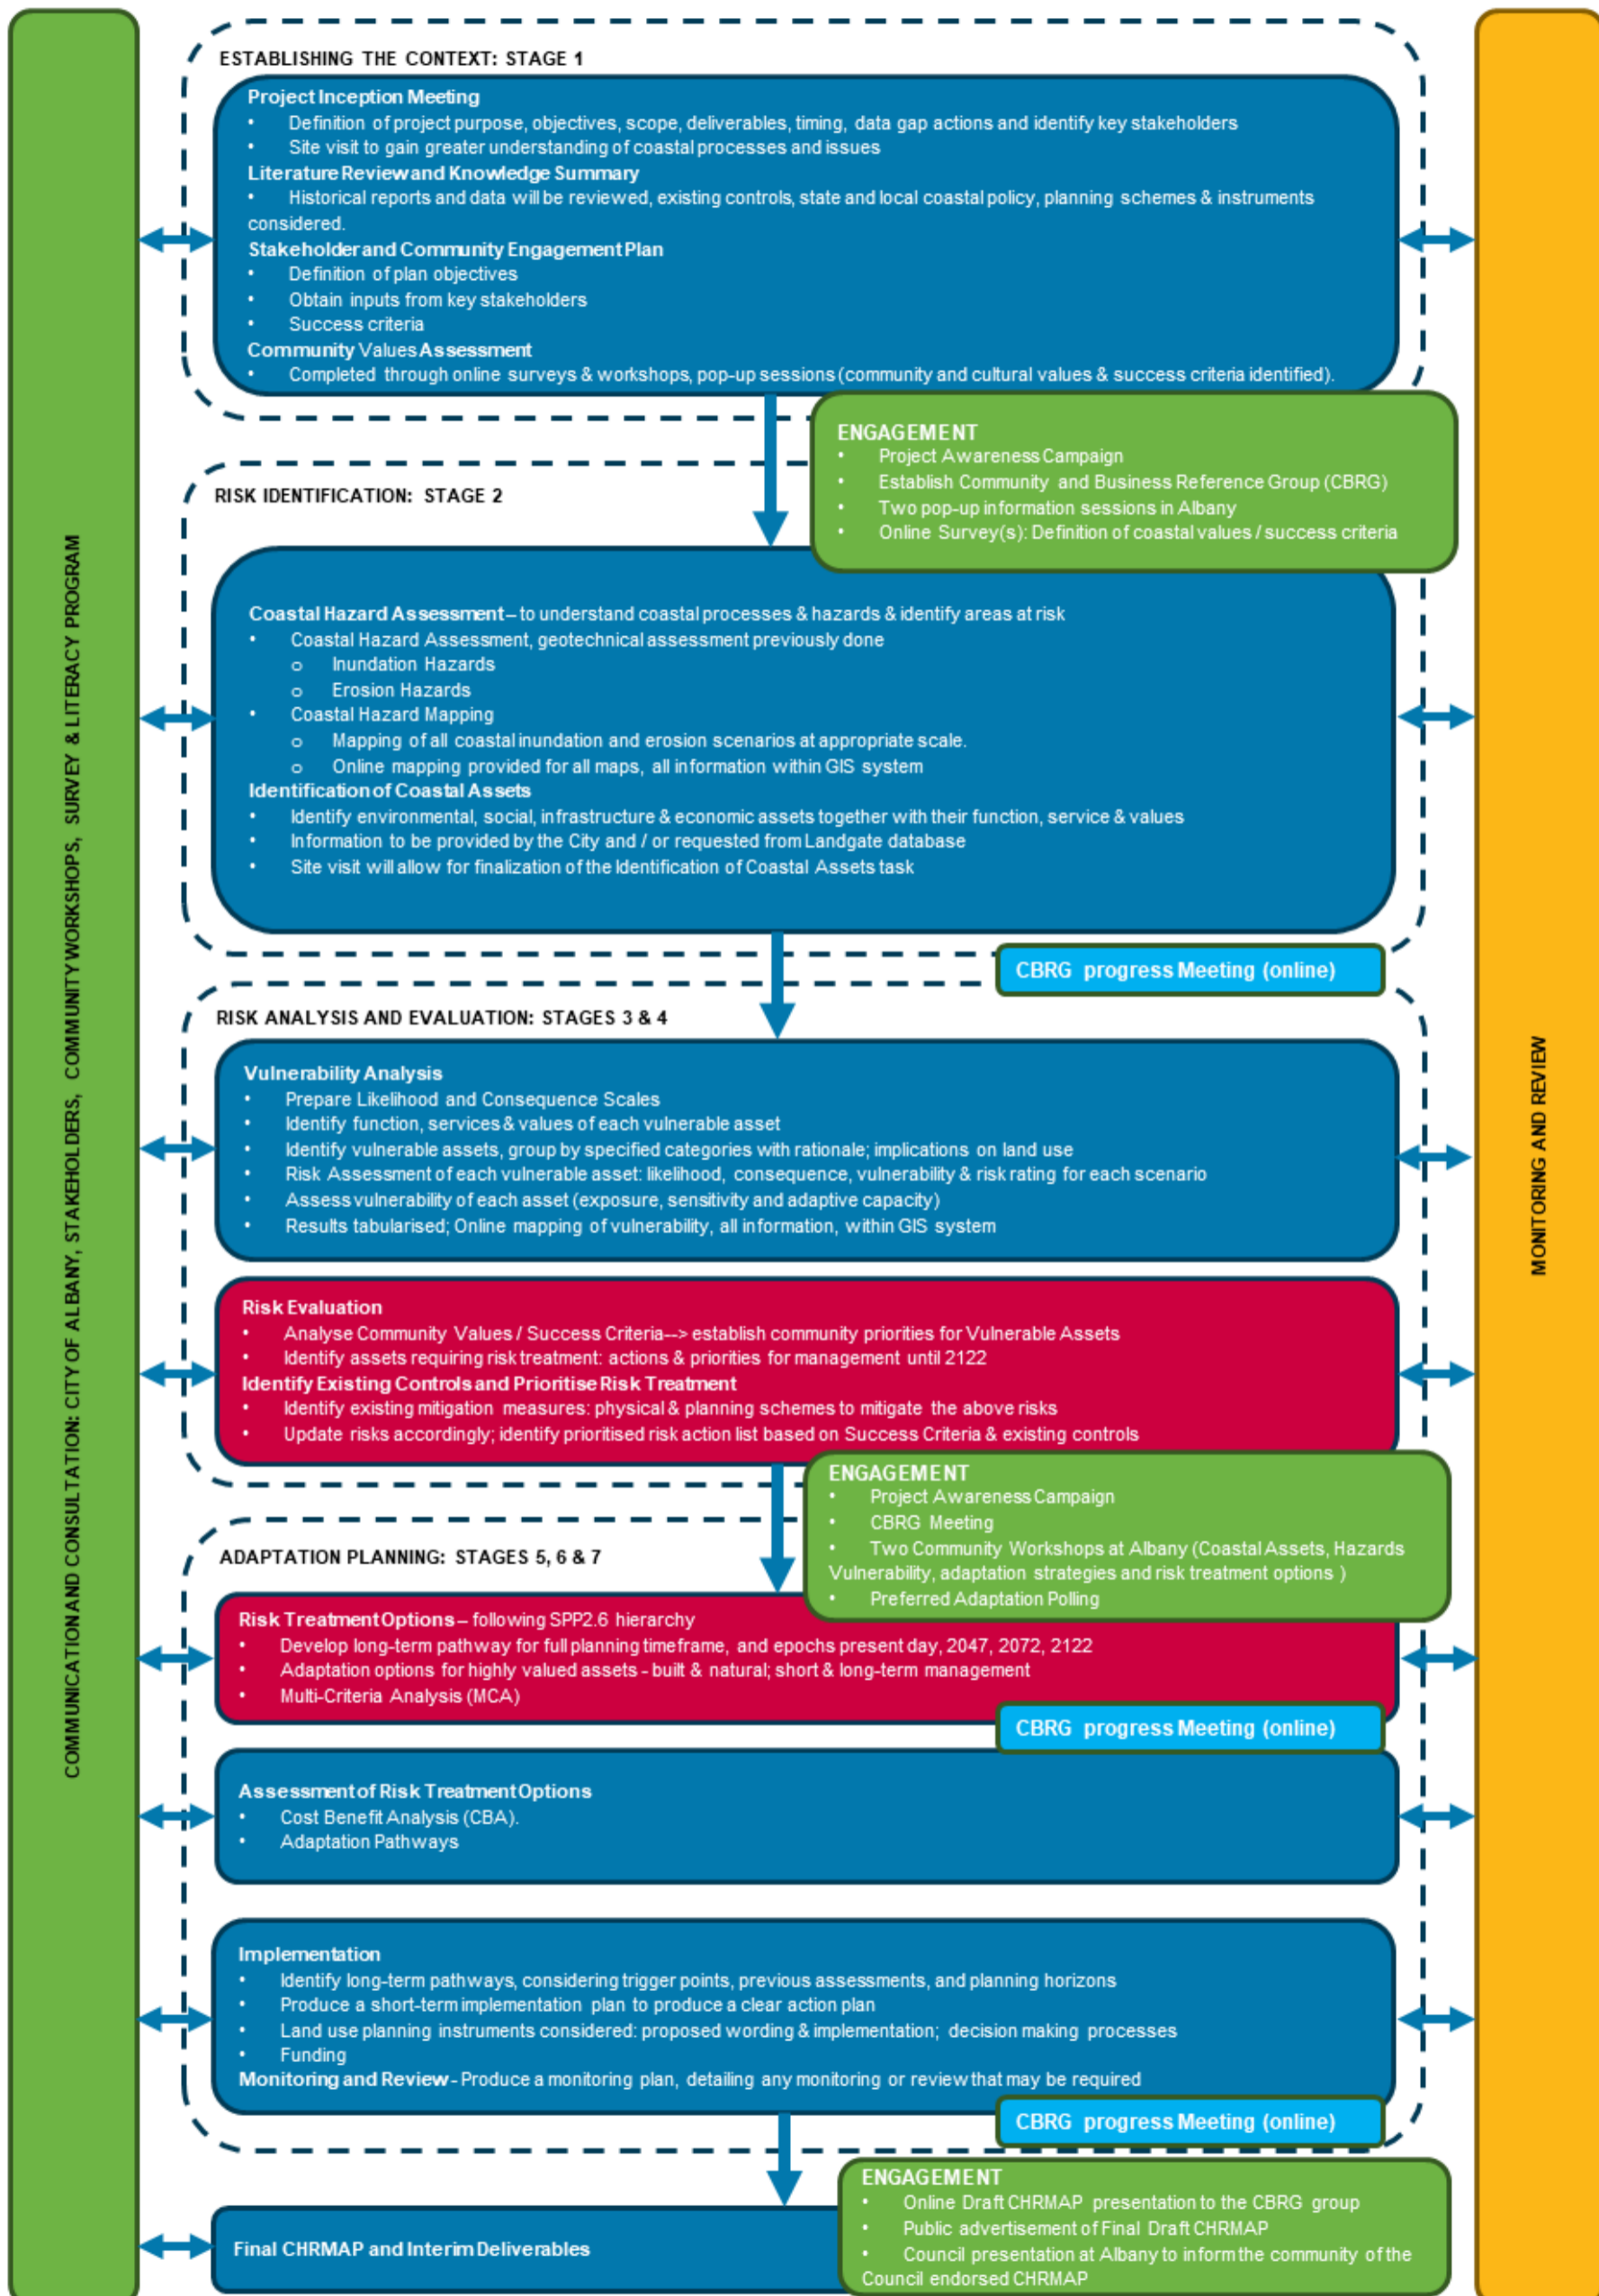 COMMUNICATION AND CONSULTATION: CITY OF ALBANY, STAKEHOLDERS, COMMUNITY WORKSHOPS, SURVEY & LITERACY PROGRAM
ESTABLISHING THE CONTEXT: STAGE 1
Project Inception Meeting
• Definition of project purpose, objectives, scope, deliverables, timing, data gap actions and identify key stakeholders
• Site visit to gain greater understanding of coastal processes and issues
Literature Review and Knowledge Summary
• Historical reports and data will be reviewed, existing controls, state and local coastal policy, planning schemes & instruments
considered.
Stakeholder and Community Engagement Plan
• Definition of plan objectives
• Obtain inputs from key stakeholders
• Success criteria
Community Values Assessment
• Completed through online surveys & workshops, pop-up sessions (community and cultural values & success criteria identified).
ENGAGEMENT
• Project Awareness Campaign
• Establish Community and Business Reference Group (CBRG)
• Two pop-up information sessions in Albany
• Online Survey(s): Definition of coastal values / success criteria
RISK IDENTIFICATION: STAGE 2
Coastal Hazard Assessment – to understand coastal processes & hazards & identify areas at risk
• Coastal Hazard Assessment, geotechnical assessment previously done
o Inundation Hazards
o Erosion Hazards
• Coastal Hazard Mapping
o Mapping of all coastal inundation and erosion scenarios at appropriate scale.
o Online mapping provided for all maps, all information within GIS system
Identification of Coastal Assets
• Identify environmental, social, infrastructure & economic assets together with their function, service & values
• Information to be provided by the City and / or requested from Landgate database
• Site visit will allow for finalization of the Identification of Coastal Assets task
CBRG progress Meeting (online)
RISK ANALYSIS AND EVALUATION: STAGES 3 & 4
Vulnerability Analysis
• Prepare Likelihood and Consequence Scales
• Identify function, services & values of each vulnerable asset
• Identify vulnerable assets, group by specified categories with rationale; implications on land use
• Risk Assessment of each vulnerable asset: likelihood, consequence, vulnerability & risk rating for each scenario
• Assess vulnerability of each asset (exposure, sensitivity and adaptive capacity)
• Results tabularised; Online mapping of vulnerability, all information, within GIS system
Risk Evaluation
• Analyse Community Values / Success Criteria--> establish community priorities for Vulnerable Assets
• Identify assets requiring risk treatment: actions & priorities for management until 2122
Identify Existing Controls and Prioritise Risk Treatment
• Identify existing mitigation measures: physical & planning schemes to mitigate the above risks
• Update risks accordingly; identify prioritised risk action list based on Success Criteria & existing controls
ENGAGEMENT
• Project Awareness Campaign
• CBRG Meeting
• Two Community Workshops at Albany (Coastal Assets, Hazards
Vulnerability, adaptation strategies and risk treatment options )
• Preferred Adaptation Polling
ADAPTATION PLANNING: STAGES 5, 6 & 7
Risk Treatment Options – following SPP2.6 hierarchy
• Develop long-term pathway for full planning timeframe, and epochs present day, 2047, 2072, 2122
• Adaptation options for highly valued assets - built & natural; short & long-term management
• Multi-Criteria Analysis (MCA)
CBRG progress Meeting (online)
Assessment of Risk Treatment Options
• Cost Benefit Analysis (CBA).
• Adaptation Pathways
Implementation
• Identify long-term pathways, considering trigger points, previous assessments, and planning horizons
• Produce a short-term implementation plan to produce a clear action plan
• Land use planning instruments considered: proposed wording & implementation; decision making processes
• Funding
Monitoring and Review - Produce a monitoring plan, detailing any monitoring or review that may be required
CBRG progress Meeting (online)
ENGAGEMENT
• Online Draft CHRMAP presentation to the CBRG group
• Public advertisement of Final Draft CHRMAP
• Council presentation at Albany to inform the community of the
Council endorsed CHRMAP
Final CHRMAP and Interim Deliverables
MONITORING AND REVIEW